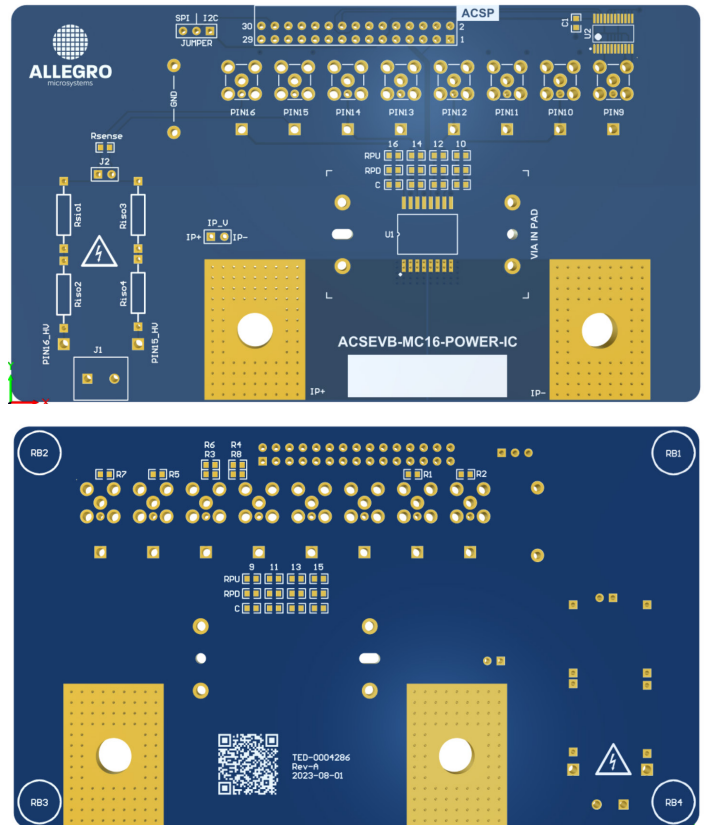 SPI | I2C
JUMPER
ACSP
30
29
2
1
C1
U2
ALLEGRO
microsystems
GND
PIN16 PIN15 PIN14 PIN13 PIN12 PIN11 PIN10 PIN9
Rsense
J2
16 14 12 10
RPU
RPD
C
Rsio1
Riso3
IP_V
IP+ IP-
U1
VIA IN PAD
Riso2
Riso4
PIN16_HV
PIN15_HV
J1
ACSEVB-MC16-POWER-IC
IP+
IP-
RB2
RB1
R6 R4
R3 R8
R7 R5 R1 R2
9 11 13 15
RPU
RPD
C
TED-0004286
Rev-A
2023-08-01
RB3
RB4